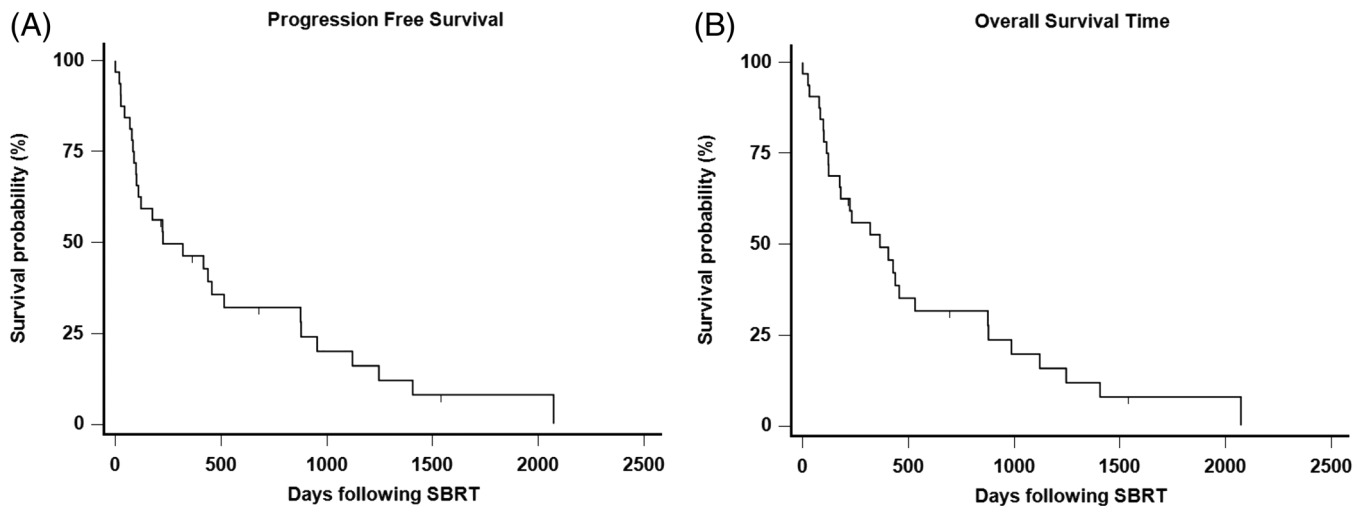 (A)
Progression Free Survival
Survival probability (%)
100
75
50
25
0
0 500 1000 1500 2000 2500
Days following SBRT
(B)
Overall Survival Time
Survival probability (%)
100
75
50
25
0
0 500 1000 1500 2000 2500
Days following SBRT